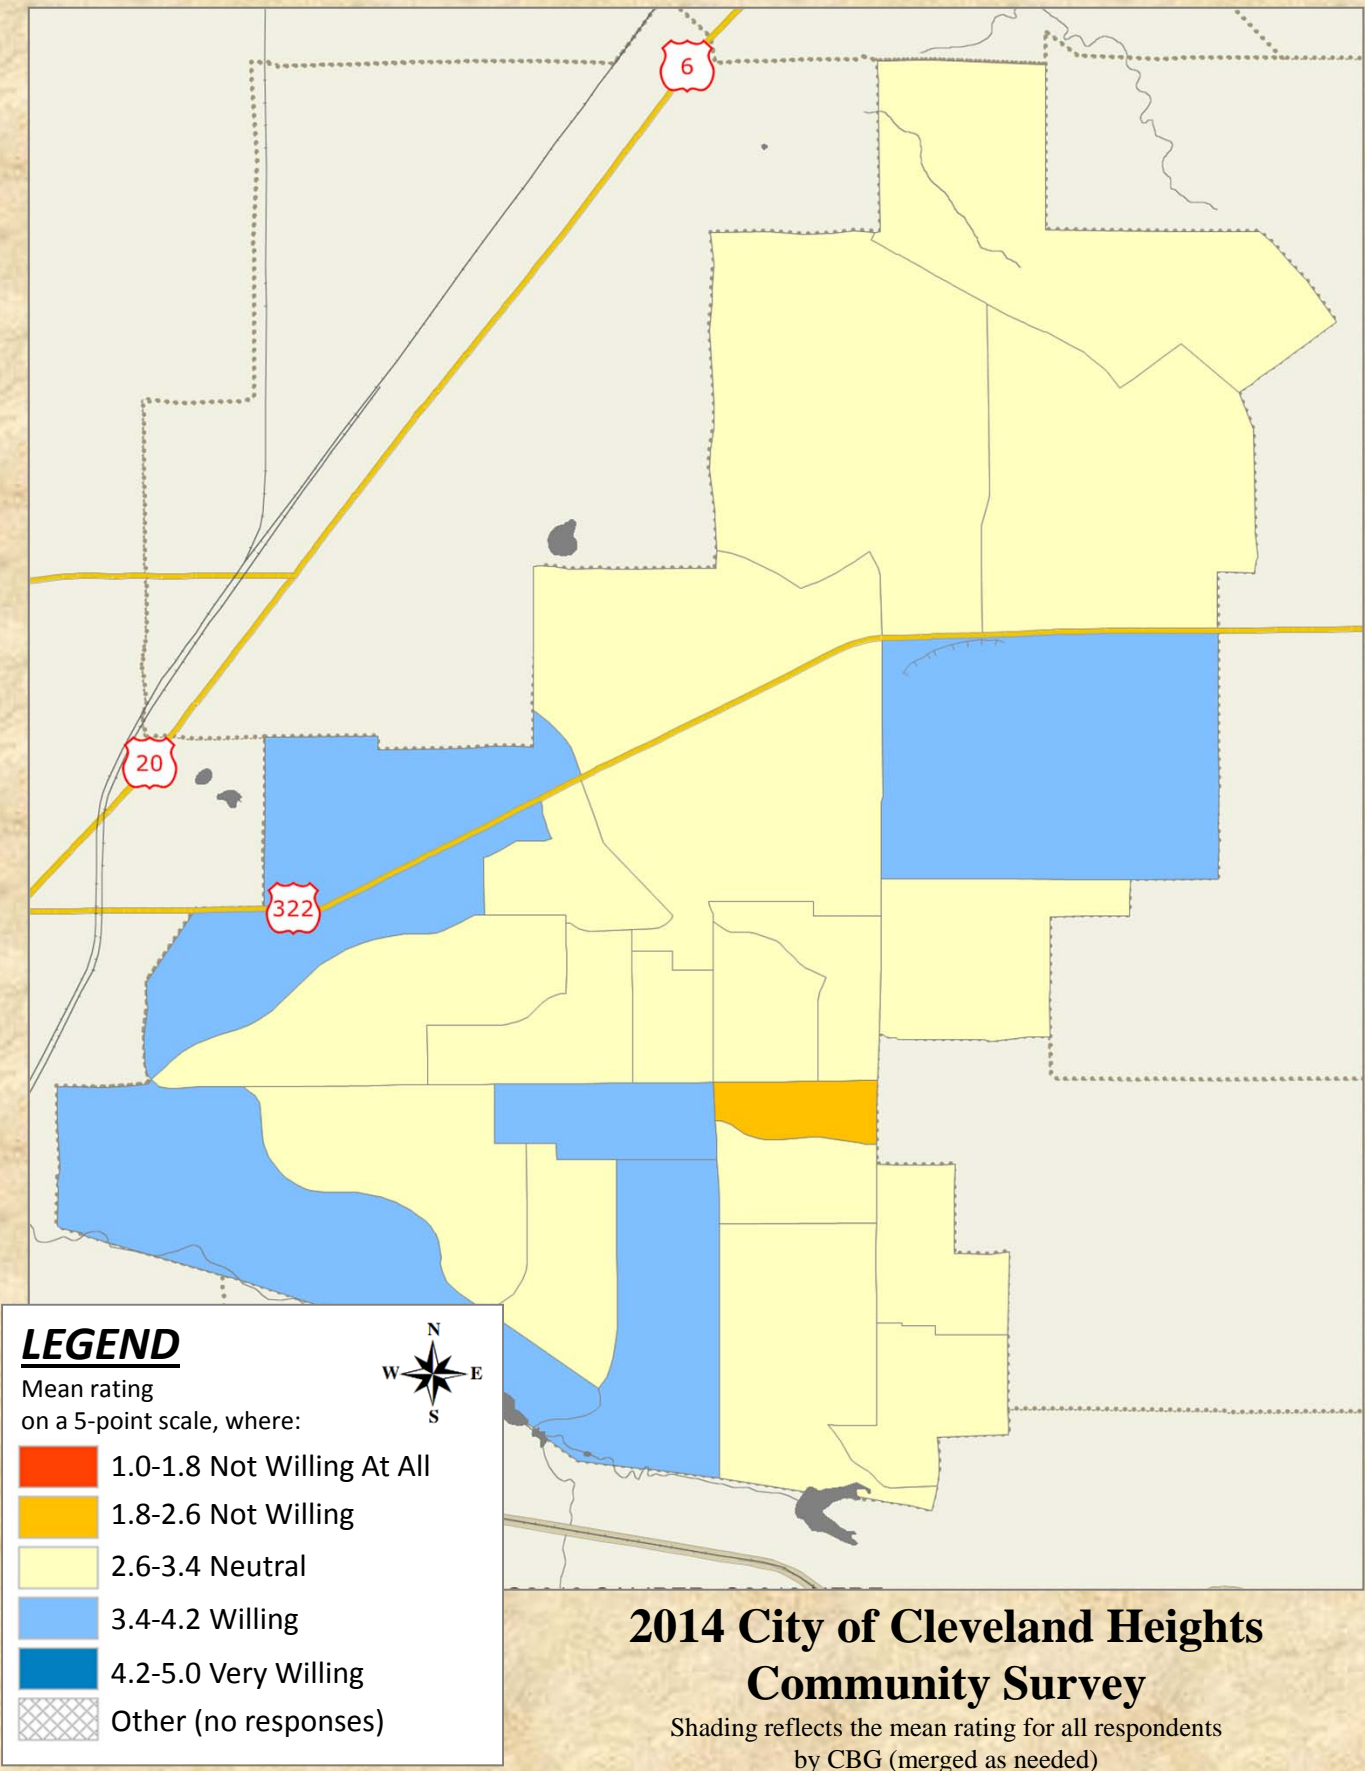 6
20
322
LEGEND
N
W E
S
Mean rating
on a 5-point scale, where:
1.0-1.8 Not Willing At All
1.8-2.6 Not Willing
2.6-3.4 Neutral
3.4-4.2 Willing
4.2-5.0 Very Willing
Other (no responses)
2014 City of Cleveland Heights
Community Survey
Shading reflects the mean rating for all respondents
by CBG (merged as needed)